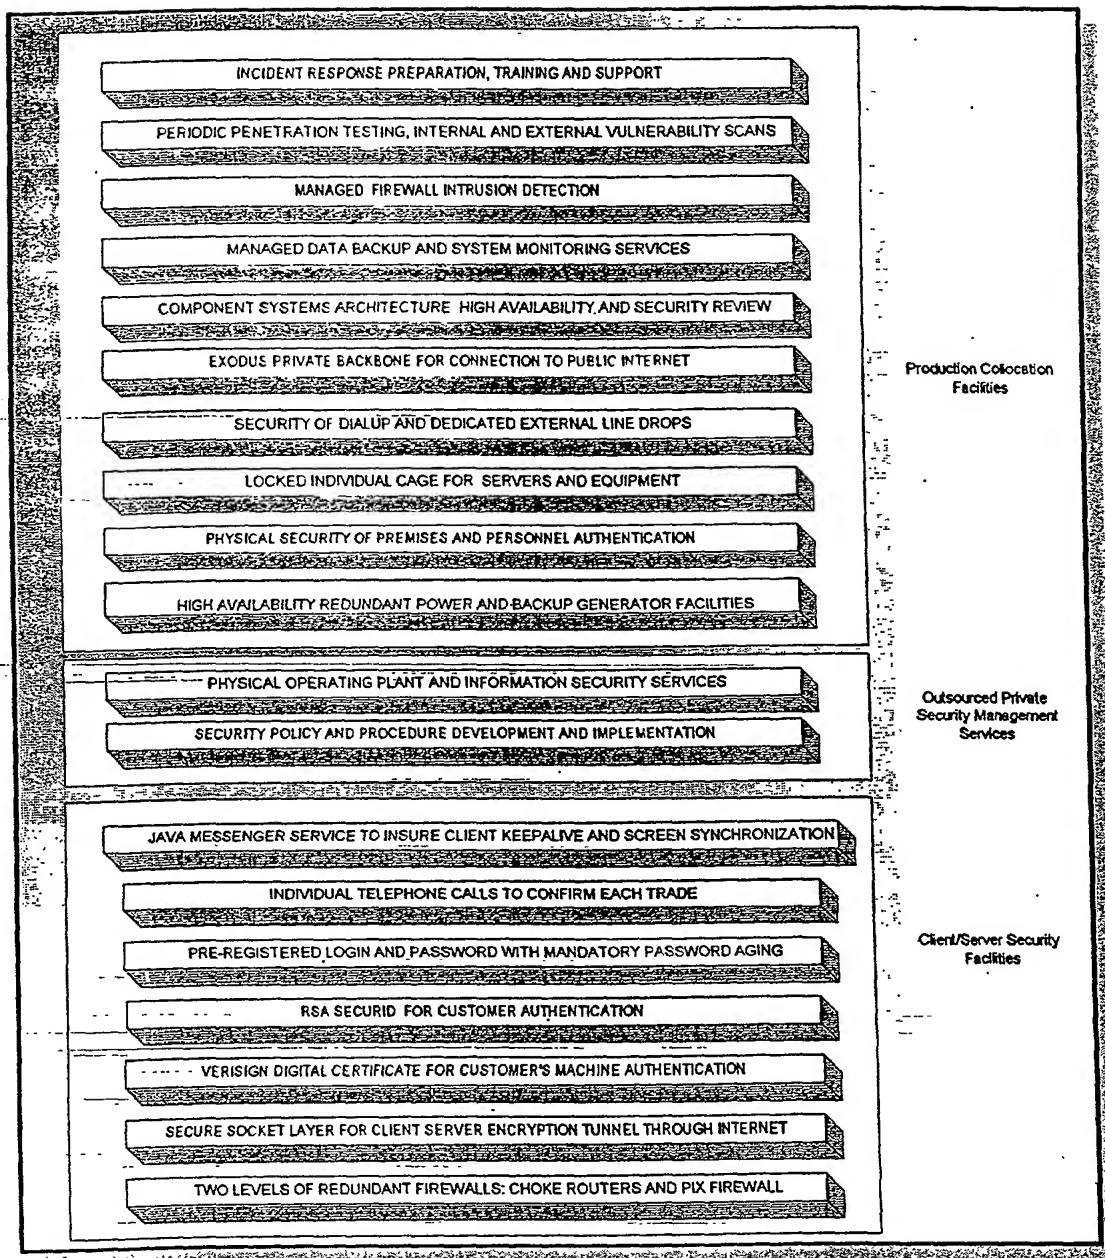 INCIDENT RESPONSE PREPARATION, TRAINING AND SUPPORT
PERIODIC PENETRATION TESTING, INTERNAL AND EXTERNAL VULNERABILITY SCANS
MANAGED FIREWALL INTRUSION DETECTION
MANAGED DATA BACKUP AND SYSTEM MONITORING SERVICES
COMPONENT SYSTEMS ARCHITECTURE HIGH AVAILABILITY, AND SECURITY REVIEW
EXODUS PRIVATE BACKBONE FOR CONNECTION TO PUBLIC INTERNET
SECURITY OF DIALUP AND DEDICATED EXTERNAL LINE DROPS
LOCKED INDIVIDUAL CAGE FOR SERVERS AND EQUIPMENT
PHYSICAL SECURITY OF PREMISES AND PERSONNEL AUTHENTICATION
HIGH AVAILABILITY REDUNDANT POWER AND BACKUP GENERATOR FACILITIES
Production Collocation
Facilities
PHYSICAL OPERATING PLANT AND INFORMATION SECURITY SERVICES
SECURITY POLICY AND PROCEDURE DEVELOPMENT AND IMPLEMENTATION
Outsourced Private
Security Management
Services
JAVA MESSENGER SERVICE TO INSURE CLIENT KEEPALIVE AND SCREEN SYNCHRONIZATION
INDIVIDUAL TELEPHONE CALLS TO CONFIRM EACH TRADE
PRE-REGISTERED LOGIN AND PASSWORD WITH MANDATORY PASSWORD AGING
RSA SECURID FOR CUSTOMER AUTHENTICATION
VERISIGN DIGITAL CERTIFICATE FOR CUSTOMER'S MACHINE AUTHENTICATION
SECURE SOCKET LAYER FOR CLIENT SERVER ENCRYPTION TUNNEL THROUGH INTERNET
TWO LEVELS OF REDUNDANT FIREWALLS: CHOKE ROUTERS AND PIX FIREWALL
Client/Server Security
Facilities